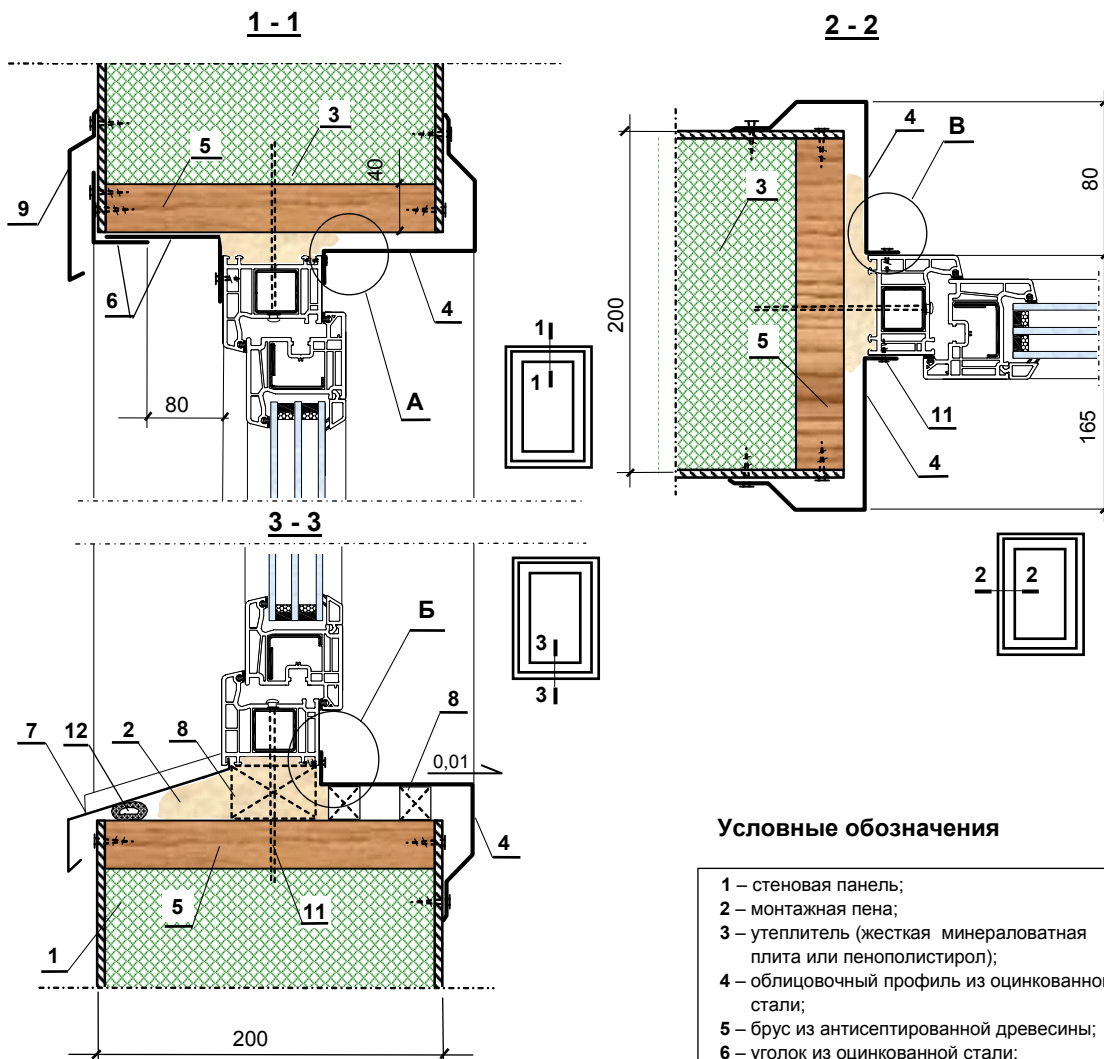 1 - 1
2 - 2
3
5
40
9
6
4
80
А
1
1
4
В
3
80
200
5
11
4
165
2
2
3 - 3
3
3
Б
7
12
2
8
8
0,01
4
5
11
1
200
Условные обозначения
1 – стеновая панель;
2 – монтажная пена;
3 – утеплитель (жесткая минераловатная
плита или пенополистирол);
4 – облицовочный профиль из оцинкованно
стали;
5 – брус из антисептированной древесины;
6 – уголок из оцинкованной стали;